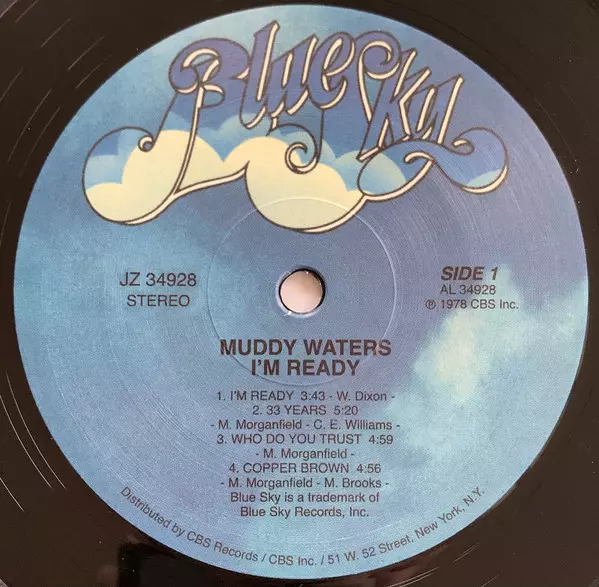 Blue Sky
JZ 34928
STEREO
SIDE 1
AL 34928
℗ 1978 CBS Inc.
MUDDY WATERS
I'M READY
1. I'M READY 3:43 - W. Dixon -
2. 33 YEARS 5:20
- M. Morganfield - C. E. Williams -
3. WHO DO YOU TRUST 4:59
- M. Morganfield -
4. COPPER BROWN 4:56
- M. Morganfield - M. Brooks -
Blue Sky is a trademark of
Blue Sky Records, Inc.
Distributed by CBS Records / CBS Inc. / 51 W. 52 Street, New York, N.Y.